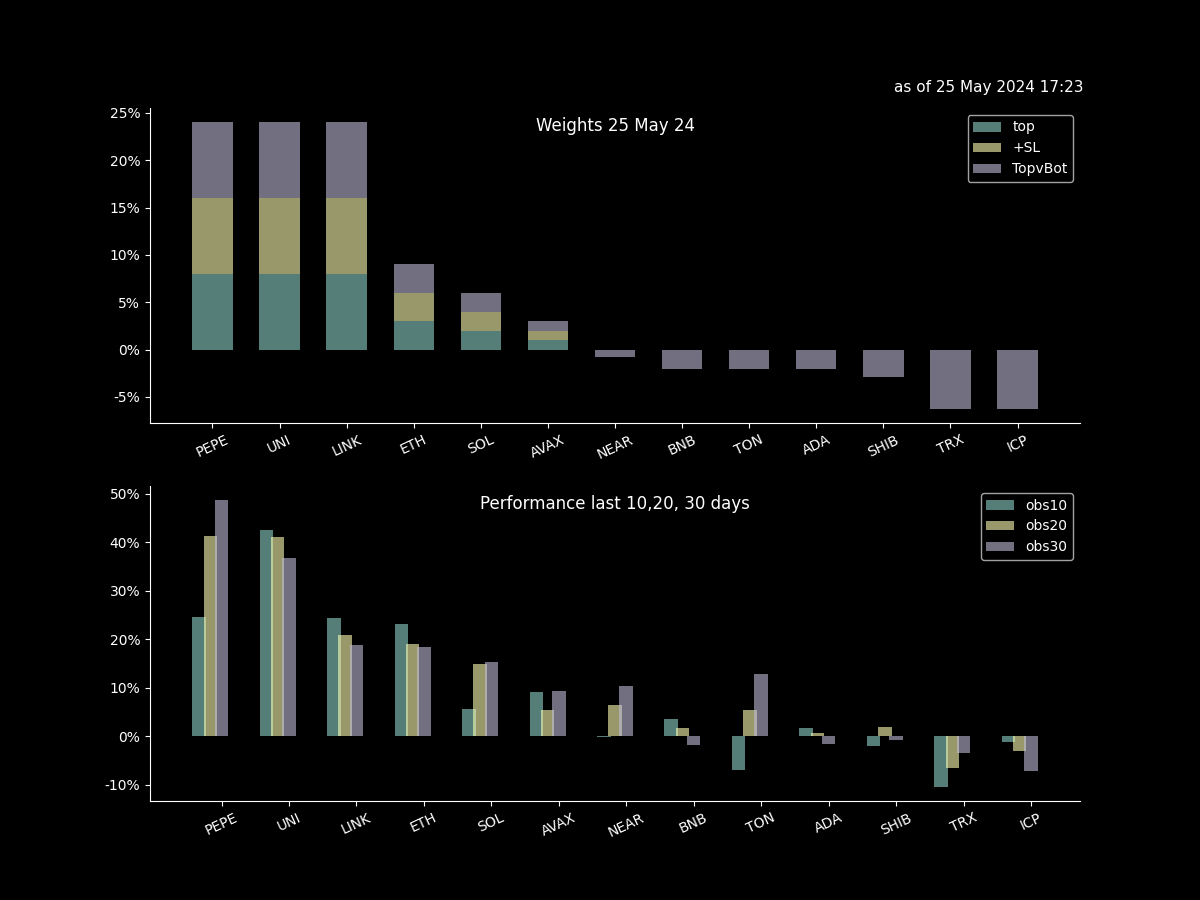 as of 25 May 2024 17:23
Weights 25 May 24
top
+SL
TopvBot
25%
20%
15%
10%
5%
0%
-5%
PEPE UNI LINK ETH SOL AVAX NEAR BNB TON ADA SHIB TRX ICP
Performance last 10,20, 30 days
obs10
obs20
obs30
50%
40%
30%
20%
10%
0%
-10%
PEPE UNI LINK ETH SOL AVAX NEAR BNB TON ADA SHIB TRX ICP